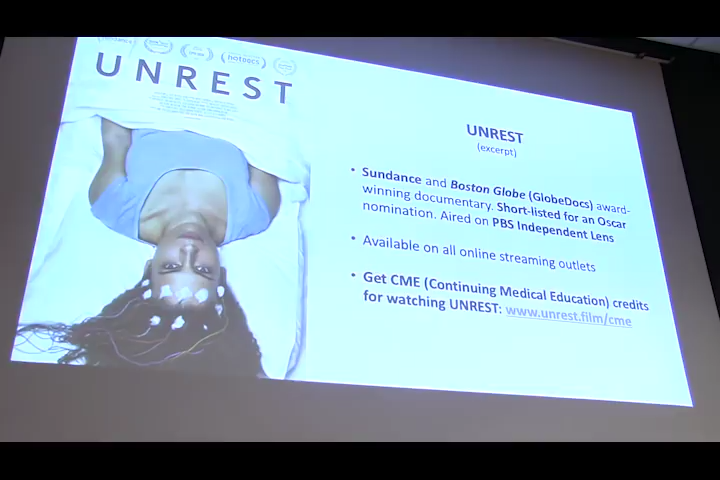 hotDOCS
UNREST
UNREST
(excerpt)
• Sundance and Boston Globe (GlobeDocs) award-
winning documentary. Short-listed for an Oscar
nomination. Aired on PBS Independent Lens
• Available on all online streaming outlets
• Get CME (Continuing Medical Education) credits
for watching UNREST: www.unrest.film/cme